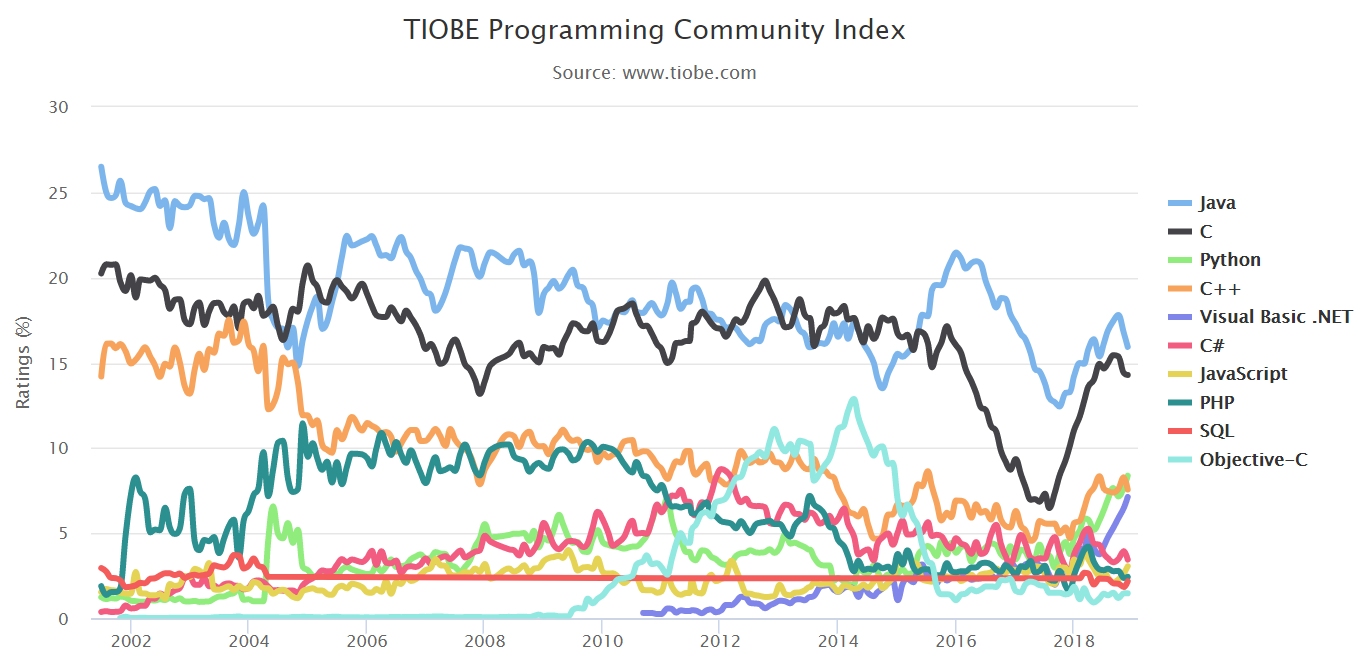 TIOBE Programming Community Index
Source: www.tiobe.com
Ratings (%)
30
25
20
15
10
5
0
2002 2004 2006 2008 2010 2012 2014 2016 2018
Java
C
Python
C++
Visual Basic .NET
C#
JavaScript
PHP
SQL
Objective-C